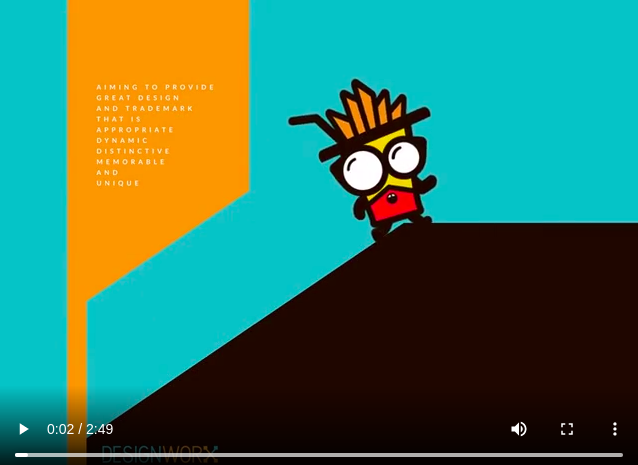 AIMING TO PROVIDE
GREAT DESIGN
AND TRADEMARK
THAT IS
APPROPRIATE
DYNAMIC
DISTINCTIVE
MEMORABLE
AND
UNIQUE
0:02 / 2:49
DESIGNWORX